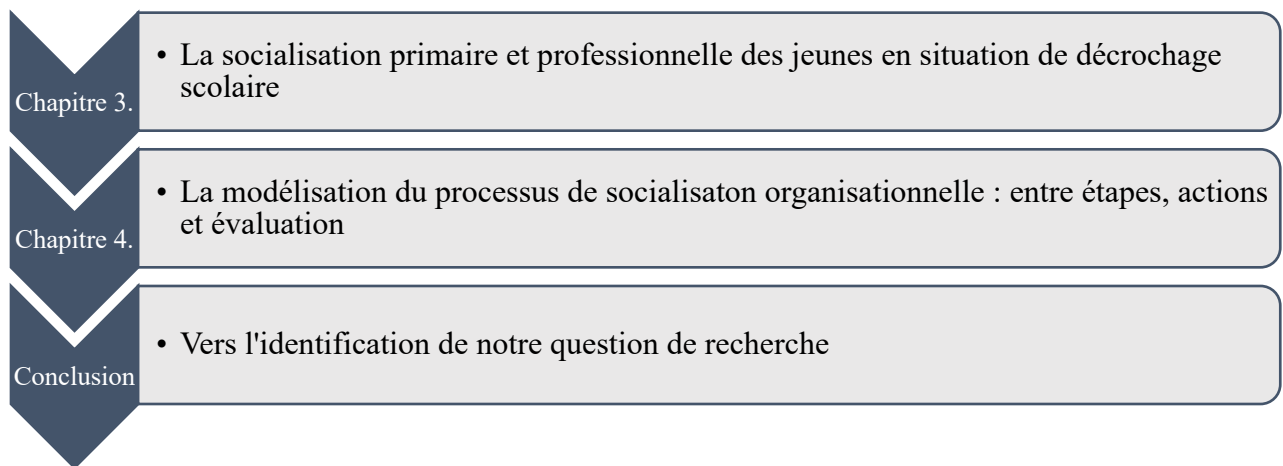 Chapitre 3.
• La socialisation primaire et professionnelle des jeunes en situation de décrochage
scolaire
Chapitre 4.
• La modélisation du processus de socialisaton organisationnelle : entre étapes, actions
et évaluation
Conclusion
• Vers l'identification de notre question de recherche